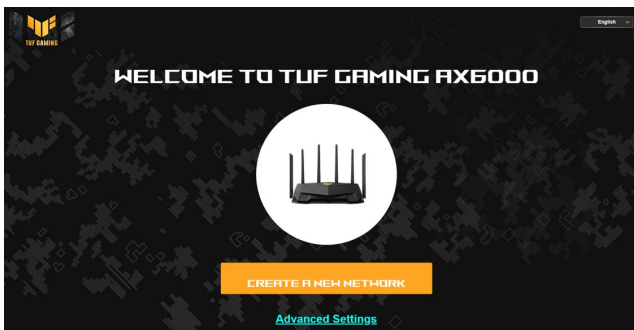 TUF GAMING
English
WELCOME TO TUF GAMING AX6000
CREATE A NEW NETWORK
Advanced Settings